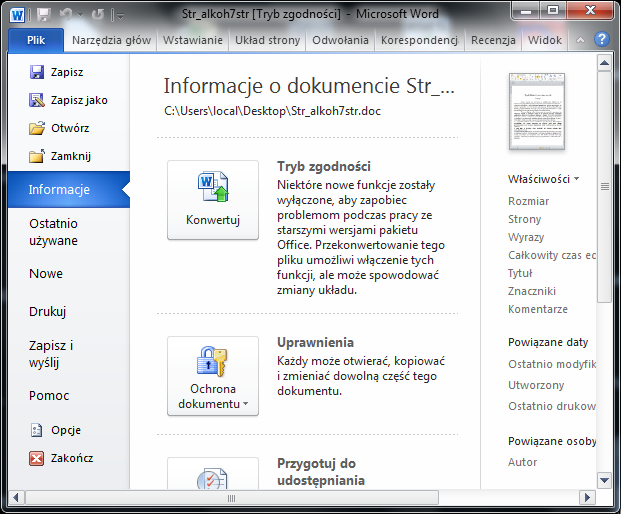 Str_alkoh7str [Tryb zgodności] - Microsoft Word
Plik
Narzędzia głów
Wstawianie
Układ strony
Odwołania
Korespondencj
Recenzja
Widok
Zapisz
Zapisz jako
Otwórz
Zamknij
Informacje
Ostatnio
używane
Nowe
Drukuj
Zapisz i
wyślij
Pomoc
Opcje
Zakończ
Informacje o dokumencie Str_...
C:\Users\local\Desktop\Str_alkoh7str.doc
Konwertuj
Tryb zgodności
Niektóre nowe funkcje zostały
wyłączone, aby zapobiec
problemom podczas pracy ze
starszymi wersjami pakietu
Office. Przekonwertowanie tego
pliku umożliwi włączenie tych
funkcji, ale może spowodować
zmiany układu.
Ochrona
dokumentu
Uprawnienia
Każdy może otwierać, kopiować
i zmieniać dowolną część tego
dokumentu.
Przygotuj do
udostępniania
Właściwości
Rozmiar
Strony
Wyrazy
Całkowity czas ed
Tytuł
Znaczniki
Komentarze
Powiązane daty
Ostatnio modyfik
Utworzony
Ostatnio drukow
Powiązane osoby
Autor